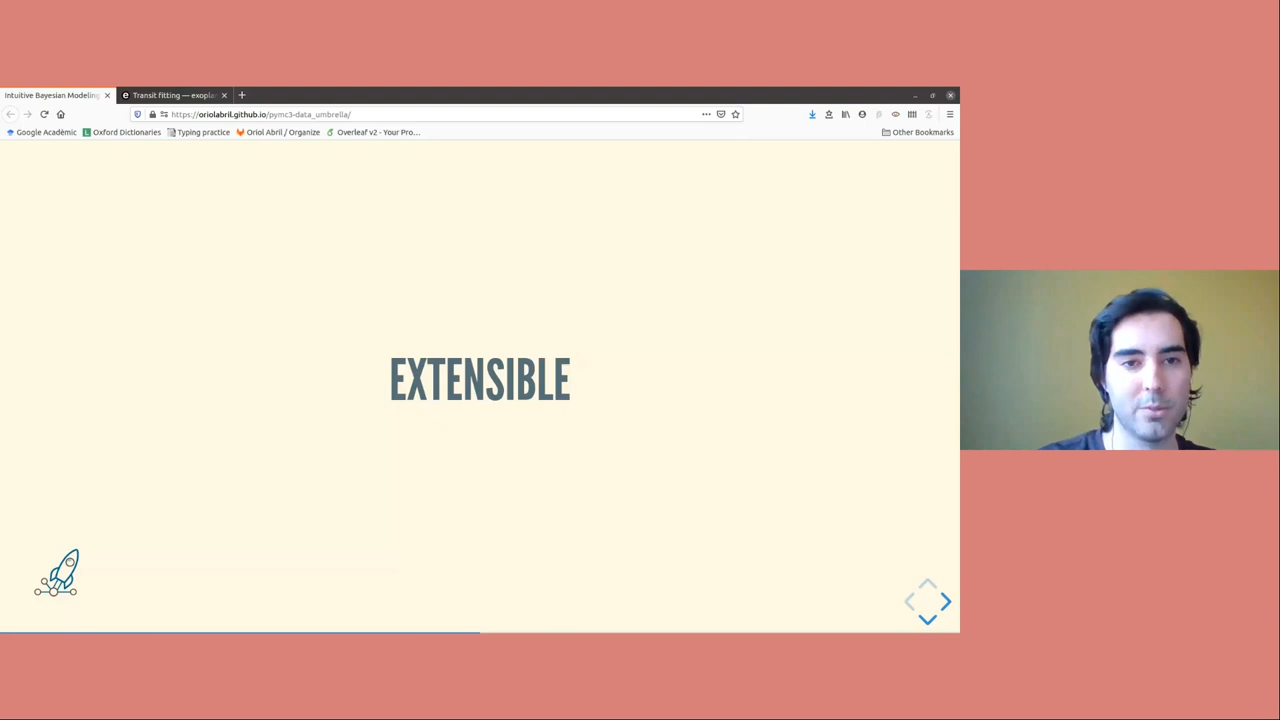 Intuitive Bayesian Modeling
Transit fitting — exopla
https://oriolabril.github.io/pymc3-data_umbrella/
Google Acadèmic
Oxford Dictionaries
Typing practice
Oriol Abril / Organize
Overleaf v2 - Your Pro...
Other Bookmarks
EXTENSIBLE